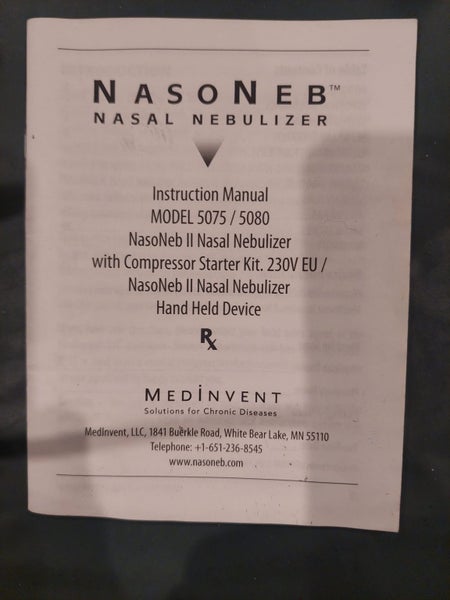 NASONEB™
NASAL NEBULIZER
Instruction Manual
MODEL 5075 / 5080
NasoNeb II Nasal Nebulizer
with Compressor Starter Kit. 230V EU /
NasoNeb II Nasal Nebulizer
Hand Held Device
℞
MEDINVENT
Solutions for Chronic Diseases
MedInvent, LLC, 1841 Buerkle Road, White Bear Lake, MN 55110
Telephone: +1-651-236-8545
www.nasoneb.com